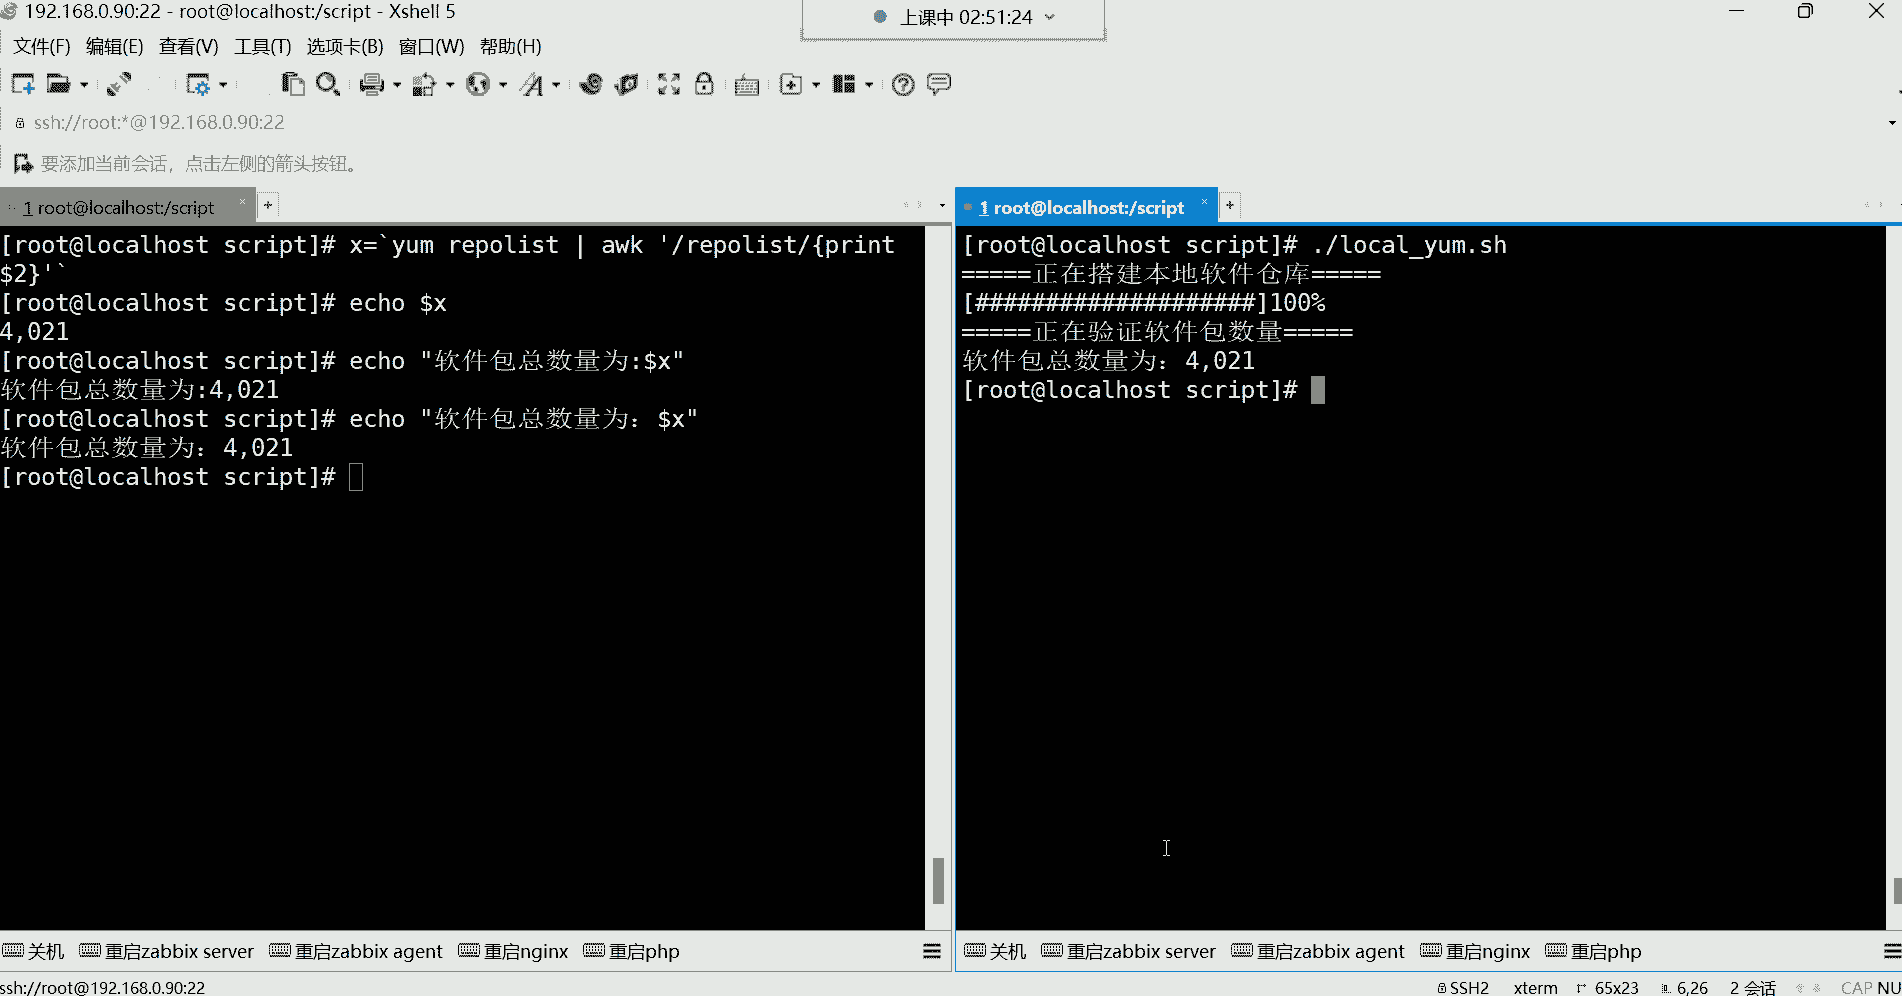 192.168.0.90:22 - root@localhost:/script - Xshell 5
上课中 02:51:24
文件(F) 编辑(E) 查看(V) 工具(T) 选项卡(B) 窗口(W) 帮助(H)
ssh://root:*@192.168.0.90:22
要添加当前会话，点击左侧的箭头按钮。
1 root@localhost:/script
[root@localhost script]# x=`yum repolist | awk '/repolist/{print
$2}'`
[root@localhost script]# echo $x
4,021
[root@localhost script]# echo "软件包总数量为:$x"
软件包总数量为:4,021
[root@localhost script]# echo "软件包总数量为：$x"
软件包总数量为：4,021
[root@localhost script]#
1 root@localhost:/script
[root@localhost script]# ./local_yum.sh
=====正在搭建本地软件仓库=====
[####################]100%
=====正在验证软件包数量=====
软件包总数量为：4,021
[root@localhost script]#
关机 重启zabbix server 重启zabbix agent 重启nginx 重启php
关机 重启zabbix server 重启zabbix agent 重启nginx 重启php
ssh://root@192.168.0.90:22
SSH2 xterm 65x23 6,26 2 会话 CAP NU